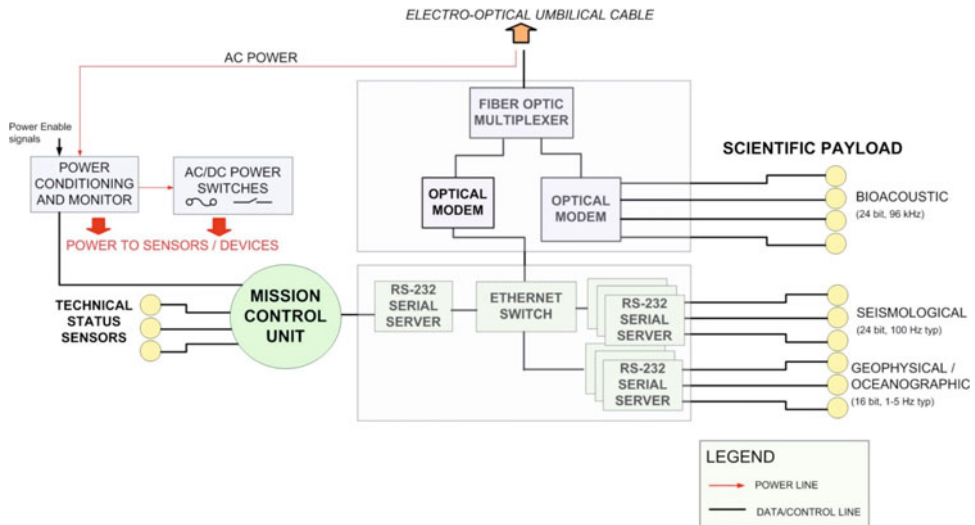 ELECTRO-OPTICAL UMBILICAL CABLE
AC POWER
FIBER OPTIC
MULTIPLEXER
Power Enable
signals
POWER
CONDITIONING
AND MONITOR
AC/DC POWER
SWITCHES
OPTICAL
MODEM
OPTICAL
MODEM
SCIENTIFIC PAYLOAD
BIOACOUSTIC
(24 bit, 96 kHz)
POWER TO SENSORS / DEVICES
TECHNICAL
STATUS
SENSORS
MISSION
CONTROL
UNIT
RS-232
SERIAL
SERVER
ETHERNET
SWITCH
RS-232
SERIAL
SERVER
SEISMOLOGICAL
(24 bit, 100 Hz typ)
RS-232
SERIAL
SERVER
GEOPHYSICAL /
OCEANOGRAPHIC
(16 bit, 1-5 Hz typ)
LEGEND
POWER LINE
DATA/CONTROL LINE